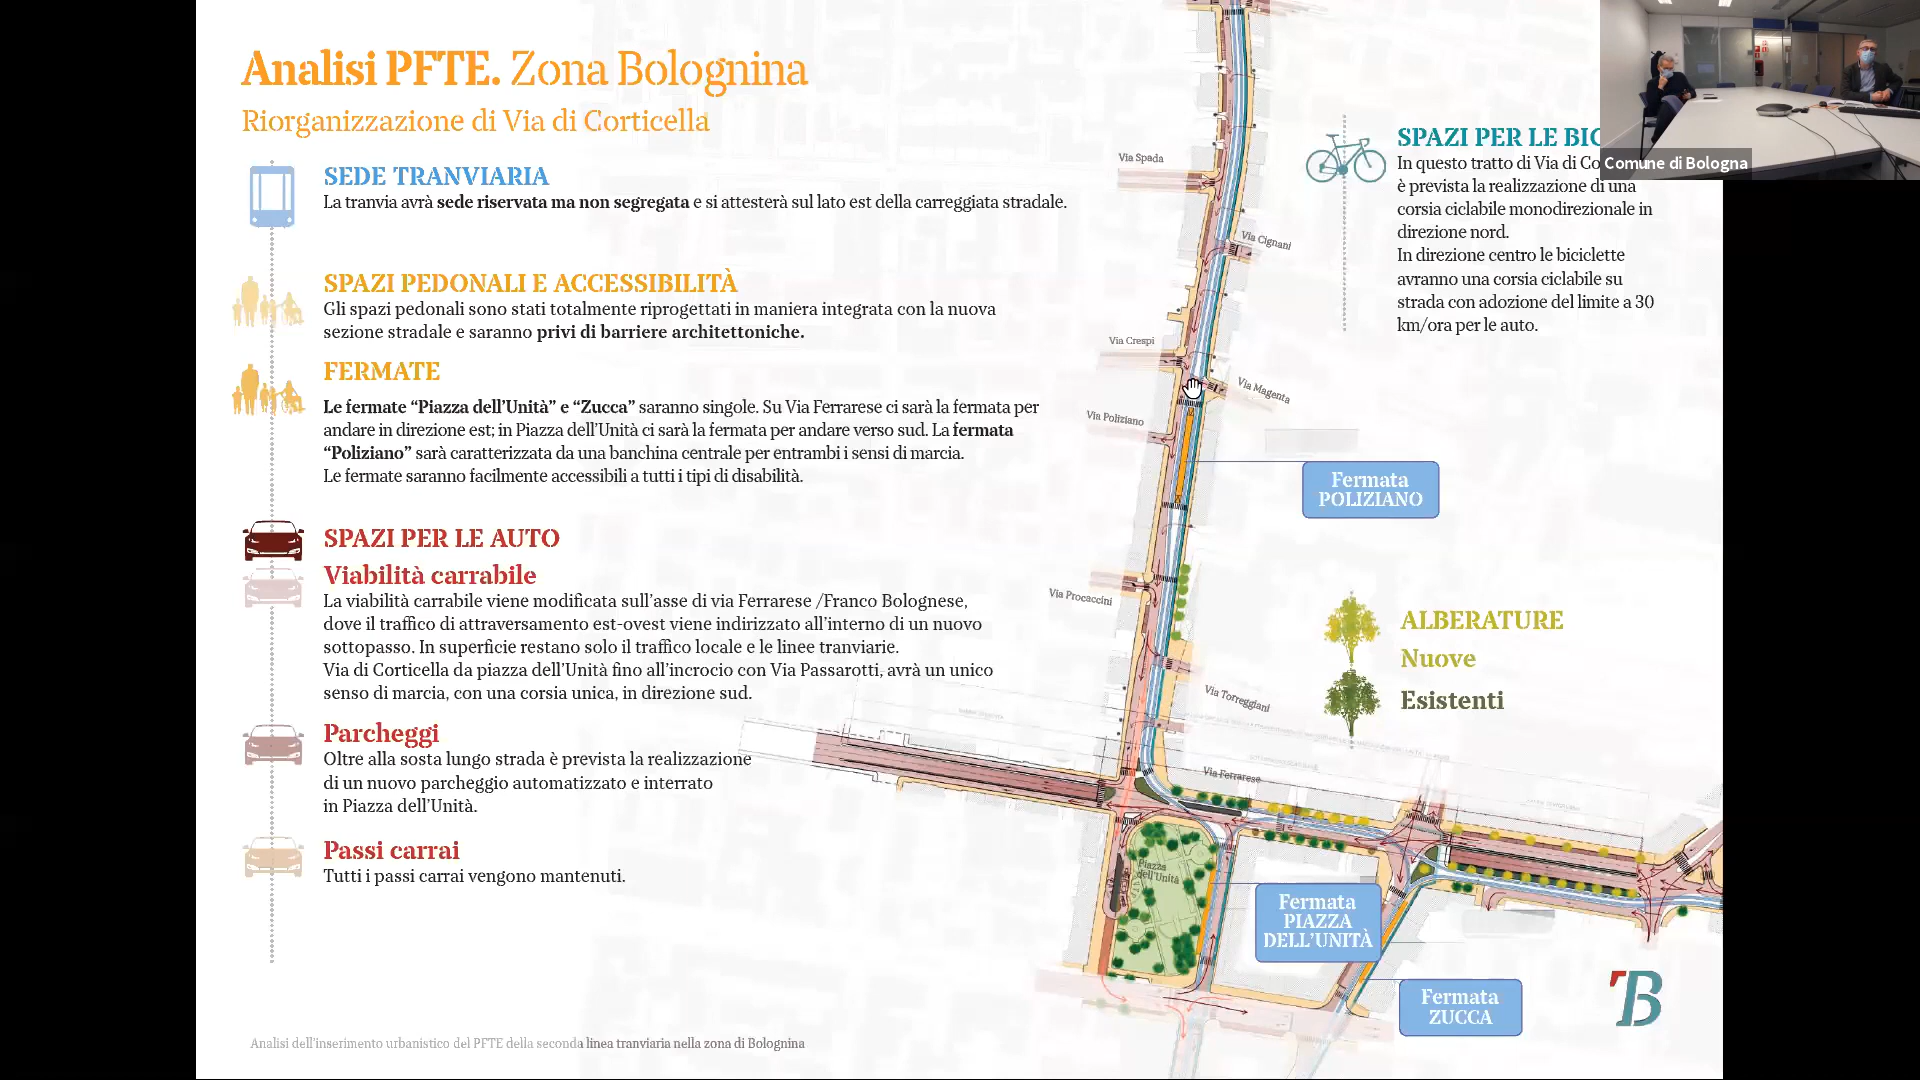 Analisi PFTE. Zona Bolognina
Riorganizzazione di Via di Corticella
SEDE TRANVIARIA
La tranvia avrà sede riservata ma non segregata e si attesterà sul lato est della carreggiata stradale.
SPAZI PEDONALI E ACCESSIBILITÀ
Gli spazi pedonali sono stati totalmente riprogettati in maniera integrata con la nuova
sezione stradale e saranno privi di barriere architettoniche.
FERMATE
Le fermate “Piazza dell’Unità” e “Zucca” saranno singole. Su Via Ferrarese ci sarà la fermata per
andare in direzione est; in Piazza dell’Unità ci sarà la fermata per andare verso sud. La fermata
“Poliziano” sarà caratterizzata da una banchina centrale per entrambi i sensi di marcia.
Le fermate saranno facilmente accessibili a tutti i tipi di disabilità.
SPAZI PER LE AUTO
Viabilità carrabile
La viabilità carrabile viene modificata sull’asse di via Ferrarese /Franco Bolognese,
dove il traffico di attraversamento est-ovest viene indirizzato all’interno di un nuovo
sottopasso. In superficie restano solo il traffico locale e le linee tranviarie.
Via di Corticella da piazza dell’Unità fino all’incrocio con Via Passarotti, avrà un unico
senso di marcia, con una corsia unica, in direzione sud.
Parcheggi
Oltre alla sosta lungo strada è prevista la realizzazione
di un nuovo parcheggio automatizzato e interrato
in Piazza dell’Unità.
Passi carrai
Tutti i passi carrai vengono mantenuti.
Analisi dell’inserimento urbanistico del PFTE della seconda linea tranviaria nella zona di Bolognina
Via Spada
Via Cignani
Via Crespi
Via Magenta
Via Poliziano
Via Procaccini
Via Torreggiani
Via Ferrarese
Piazza
dell’Unità
Fermata
POLIZIANO
Fermata
PIAZZA
DELL’UNITÀ
Fermata
ZUCCA
SPAZI PER LE BIC
In questo tratto di Via di Co
è prevista la realizzazione di una
corsia ciclabile monodirezionale in
direzione nord.
In direzione centro le biciclette
avranno una corsia ciclabile su
strada con adozione del limite a 30
km/ora per le auto.
ALBERATURE
Nuove
Esistenti
Comune di Bologna
B